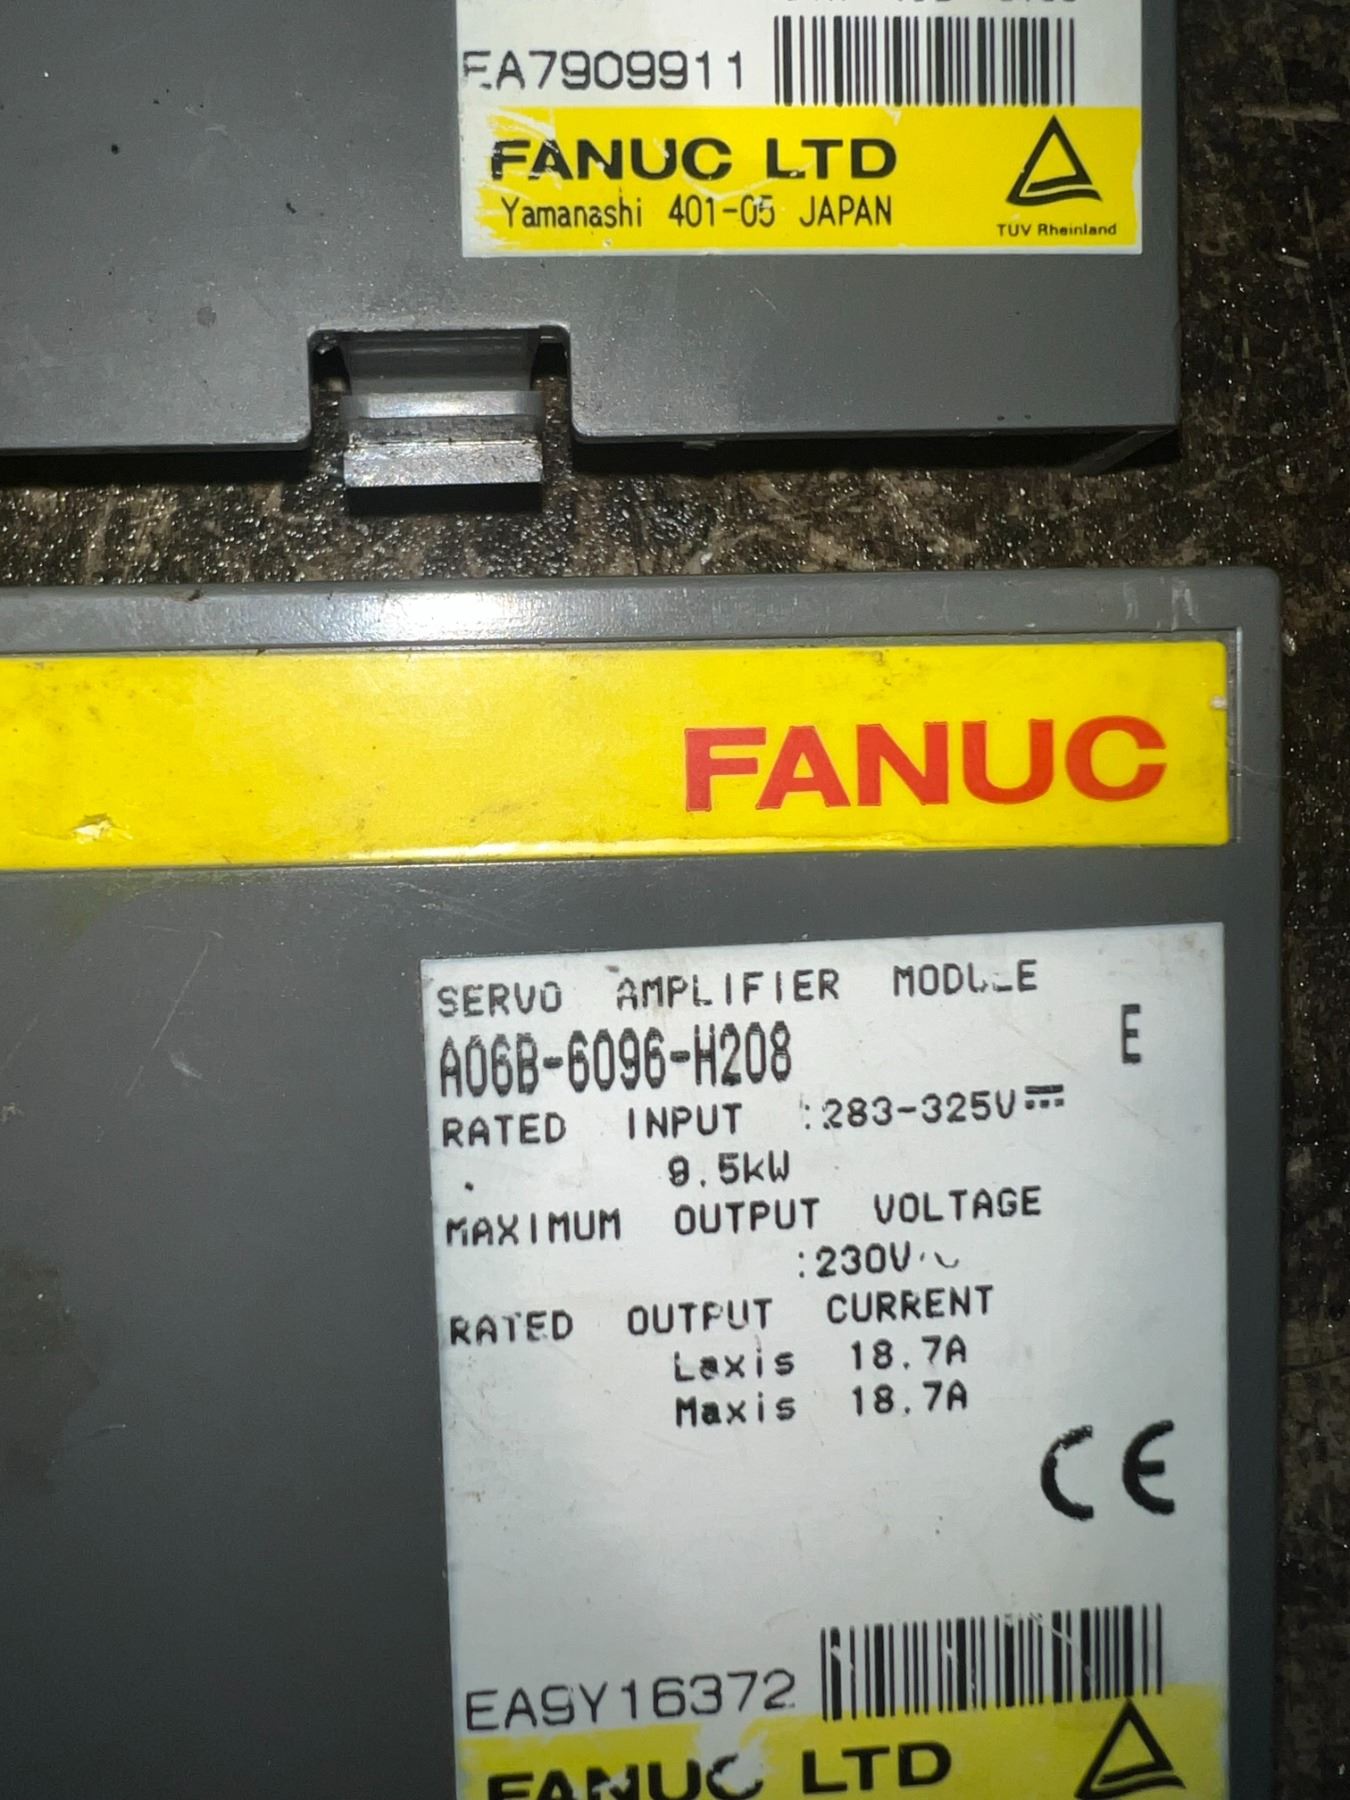 EA7909911
FANUC LTD
Yamanashi 401-05 JAPAN
TUV Rheinland
FANUC
SERVO AMPLIFIER MODULE
A06B-6096-H208
E
RATED INPUT :283-325V
9.5kW
MAXIMUM OUTPUT VOLTAGE
:230V~
RATED OUTPUT CURRENT
Laxis 18.7A
Maxis 18.7A
CE
EA9Y16372
FANUC LTD